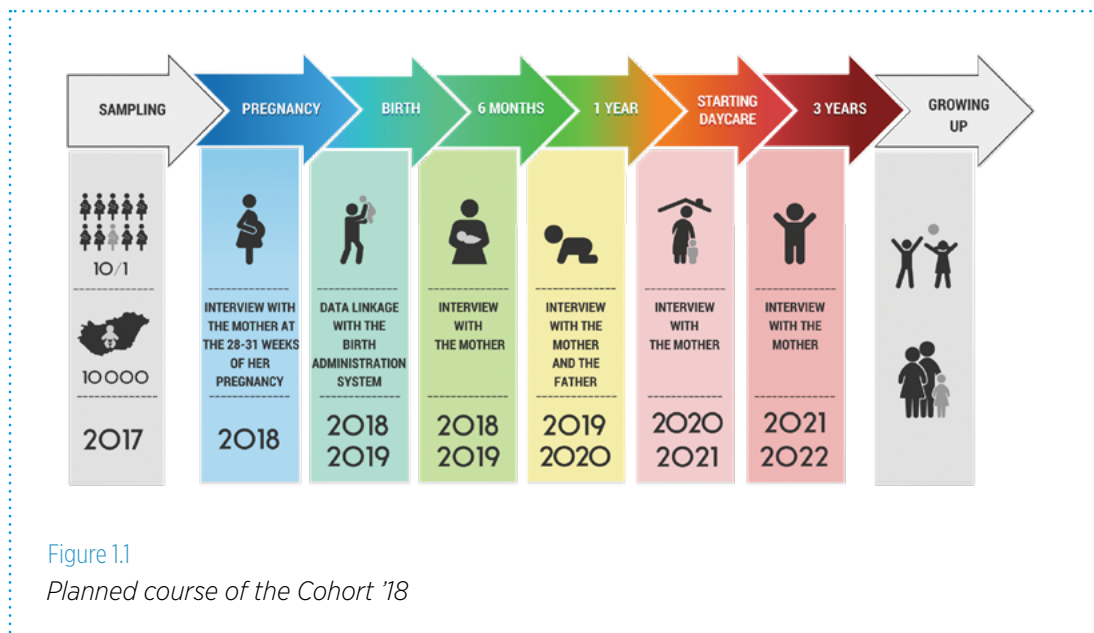 SAMPLING
PREGNANCY
BIRTH
6 MONTHS
1 YEAR
STARTING
DAYCARE
3 YEARS
GROWING
UP
10/1
10000
2017
INTERVIEW WITH
THE MOTHER AT
THE 28-31 WEEKS
OF HER
PREGNANCY
2018
DATA LINKAGE
WITH THE
BIRTH
ADMINISTRATION
SYSTEM
2018
2019
INTERVIEW
WITH
THE MOTHER
2018
2019
INTERVIEW
WITH THE
MOTHER
AND THE
FATHER
2019
2020
INTERVIEW
WITH
THE MOTHER
2020
2021
INTERVIEW
WITH THE
MOTHER
2021
2022
Figure 1.1
Planned course of the Cohort ’18